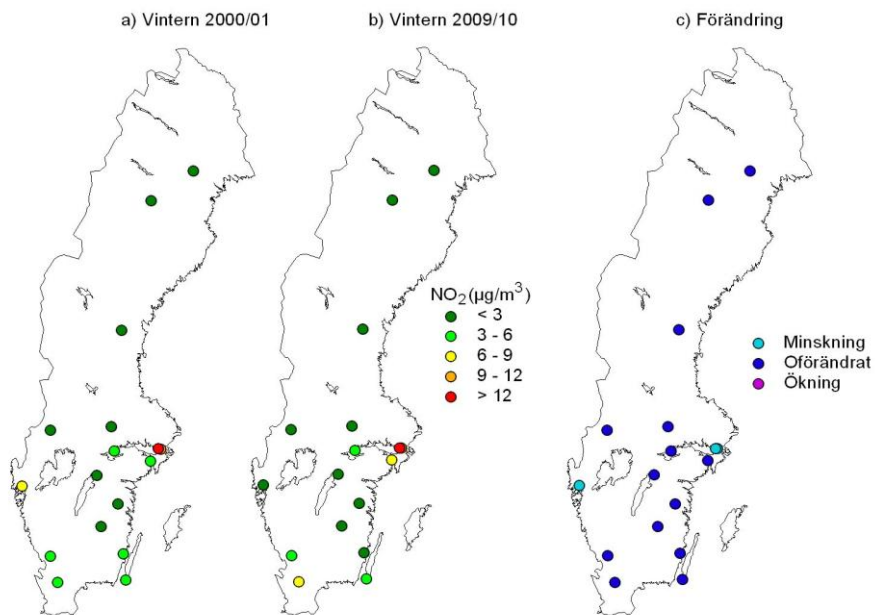 a) Vintern 2000/01
b) Vintern 2009/10
c) Förändring
NO₂(µg/m³)
< 3
3 - 6
6 - 9
9 - 12
> 12
Minskning
Oförändrat
Ökning